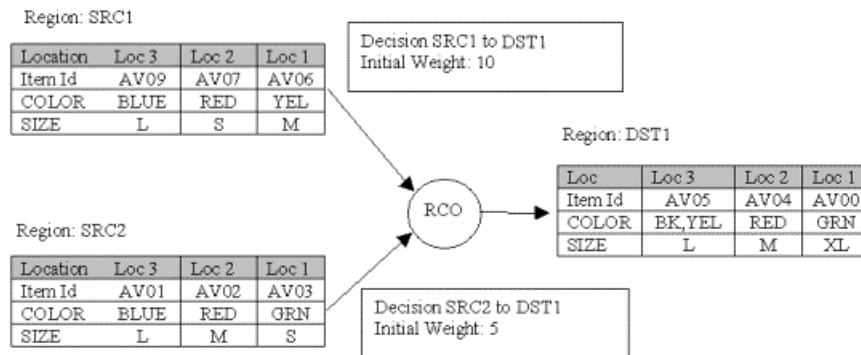 Region: SRC1
Location Loc 3 Loc 2 Loc 1
Item Id AV09 AV07 AV06
COLOR BLUE RED YEL
SIZE L S M
Decision SRC1 to DST1
Initial Weight: 10
Region: DST1
Loc Loc 3 Loc 2 Loc 1
Item Id AV05 AV04 AV00
COLOR BK,YEL RED GRN
SIZE L M XL
RCO
Region: SRC2
Location Loc 3 Loc 2 Loc 1
Item Id AV01 AV02 AV03
COLOR BLUE RED GRN
SIZE L M S
Decision SRC2 to DST1
Initial Weight: 5